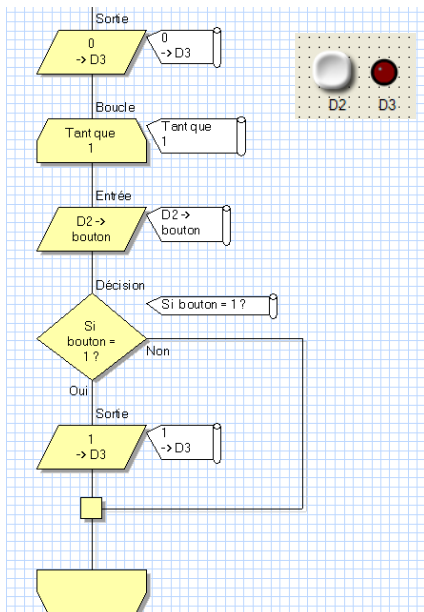 Sortie
0
-> D3
0
-> D3
D2
D3
Boucle
Tant que
1
Tant que
1
Entrée
D2 ->
bouton
D2 ->
bouton
Décision
Si bouton = 1 ?
Si
bouton =
1 ?
Non
Oui
Sortie
1
-> D3
1
-> D3